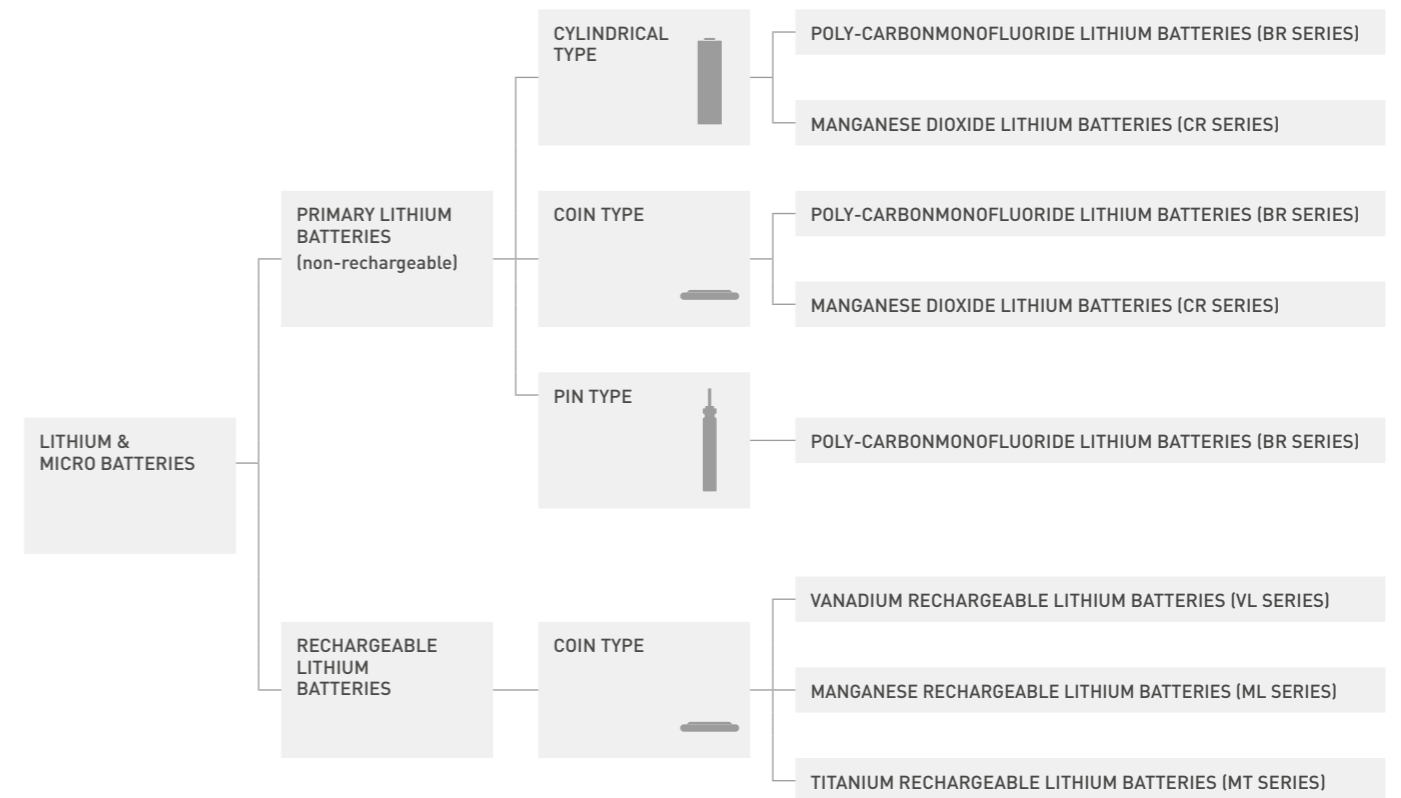 CYLINDRICAL
TYPE
POLY-CARBONMONOFLUORIDE LITHIUM BATTERIES (BR SERIES)
MANGANESE DIOXIDE LITHIUM BATTERIES (CR SERIES)
PRIMARY LITHIUM
BATTERIES
(non-rechargeable)
COIN TYPE
POLY-CARBONMONOFLUORIDE LITHIUM BATTERIES (BR SERIES)
MANGANESE DIOXIDE LITHIUM BATTERIES (CR SERIES)
PIN TYPE
POLY-CARBONMONOFLUORIDE LITHIUM BATTERIES (BR SERIES)
LITHIUM &
MICRO BATTERIES
RECHARGEABLE
LITHIUM
BATTERIES
COIN TYPE
VANADIUM RECHARGEABLE LITHIUM BATTERIES (VL SERIES)
MANGANESE RECHARGEABLE LITHIUM BATTERIES (ML SERIES)
TITANIUM RECHARGEABLE LITHIUM BATTERIES (MT SERIES)